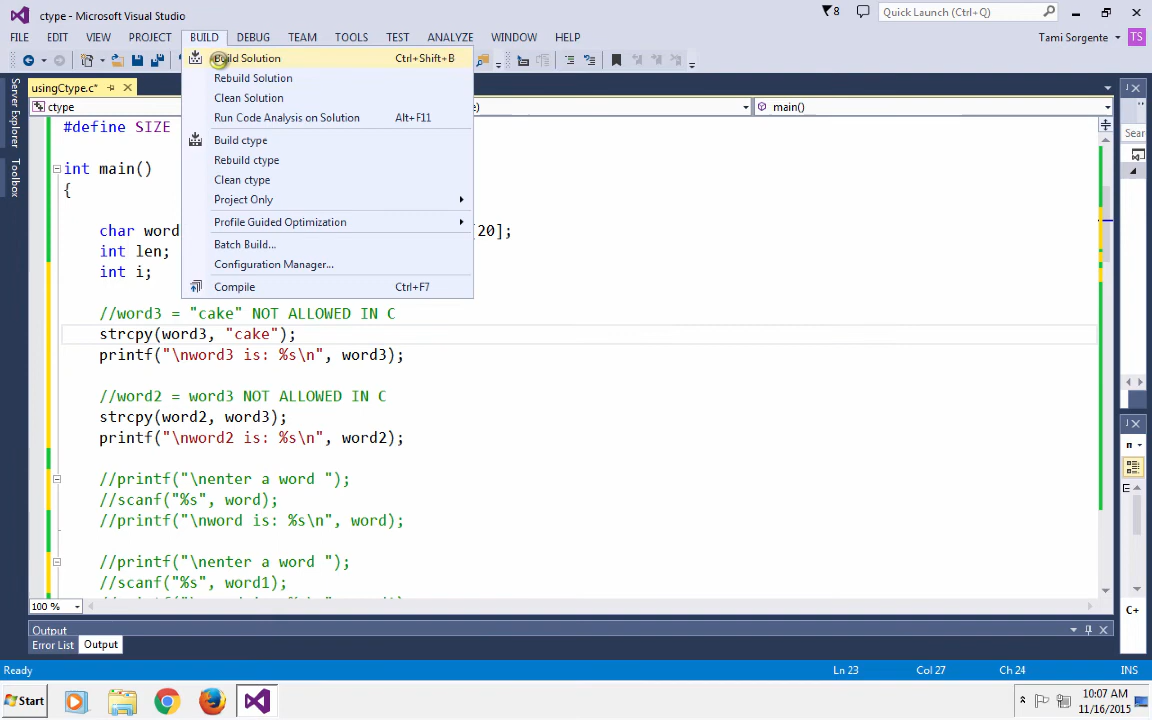 ctype - Microsoft Visual Studio
8
Quick Launch (Ctrl+Q)
FILE EDIT VIEW PROJECT BUILD DEBUG TEAM TOOLS TEST ANALYZE WINDOW HELP
Tami Sorgente TS
Build Solution Ctrl+Shift+B
Rebuild Solution
Clean Solution
Run Code Analysis on Solution Alt+F11
Build ctype
Rebuild ctype
Clean ctype
Project Only
Profile Guided Optimization
Batch Build...
Configuration Manager...
Compile Ctrl+F7
Server Explorer
Toolbox
usingCtype.c*
ctype
main()
Sear
#define SIZE
int main()
{
char word
20];
int len;
int i;
//word3 = "cake" NOT ALLOWED IN C
strcpy(word3, "cake");
printf("\nword3 is: %s\n", word3);
//word2 = word3 NOT ALLOWED IN C
strcpy(word2, word3);
printf("\nword2 is: %s\n", word2);
//printf("\nenter a word ");
//scanf("%s", word);
//printf("\nword is: %s\n", word);
//printf("\nenter a word ");
//scanf("%s", word1);
100 %
C+
Output
Error List Output
Ready Ln 23 Col 27 Ch 24 INS
Start
10:07 AM
11/16/2015